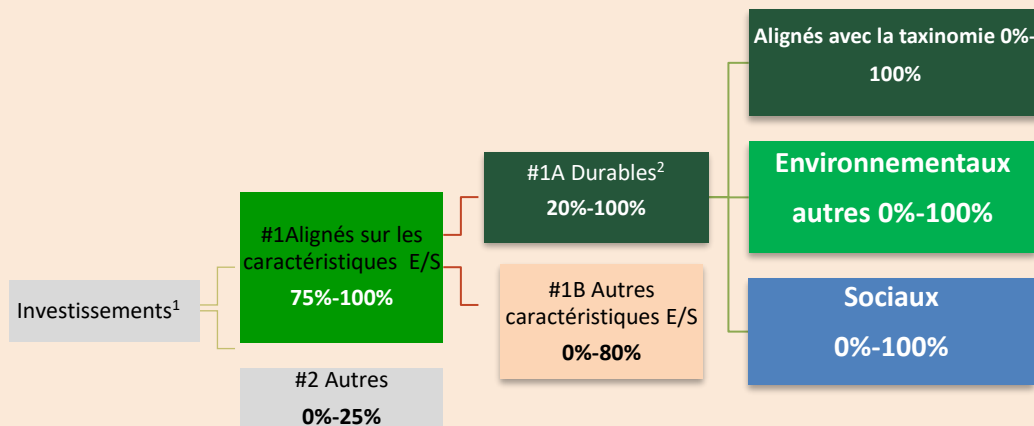 Investissements¹
#1Alignés sur les
caractéristiques E/S
75%-100%
#2 Autres
0%-25%
#1A Durables²
20%-100%
#1B Autres
caractéristiques E/S
0%-80%
Alignés avec la taxinomie 0%-
100%
Environnementaux
autres 0%-100%
Sociaux
0%-100%